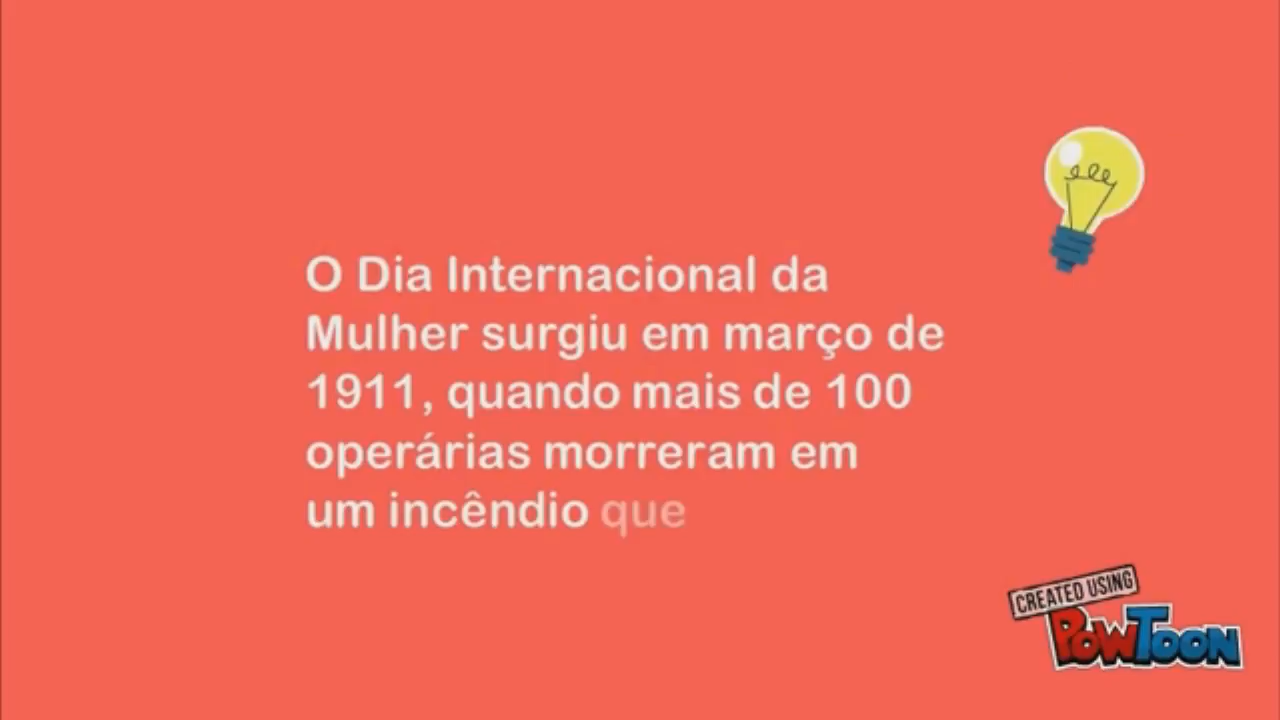 O Dia Internacional da
Mulher surgiu em março de
1911, quando mais de 100
operárias morreram em
um incêndio que
CREATED USING
POWTOON